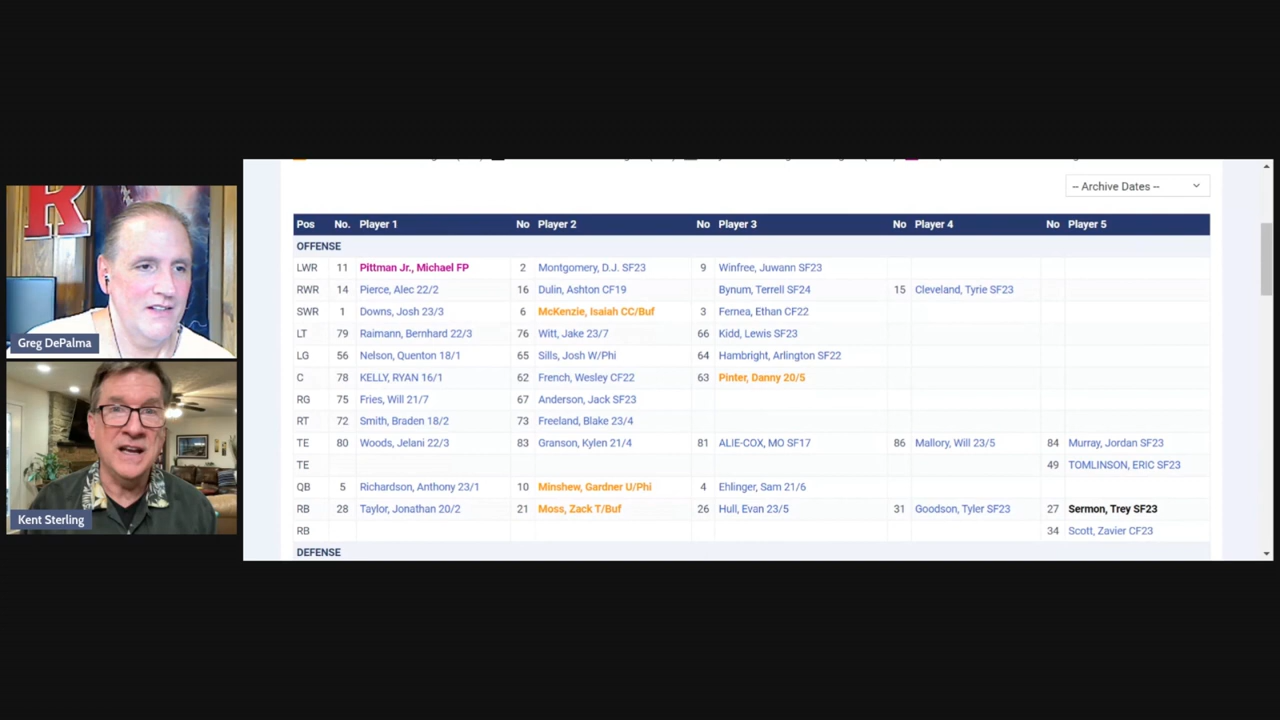 -- Archive Dates --
Pos No. Player 1 No Player 2 No Player 3 No Player 4 No Player 5
OFFENSE
LWR 11 Pittman Jr., Michael FP 2 Montgomery, D.J. SF23 9 Winfree, Juwann SF23
RWR 14 Pierce, Alec 22/2 16 Dulin, Ashton CF19 Bynum, Terrell SF24 15 Cleveland, Tyrie SF23
SWR 1 Downs, Josh 23/3 6 McKenzie, Isaiah CC/Buf 3 Fernea, Ethan CF22
LT 79 Raimann, Bernhard 22/3 76 Witt, Jake 23/7 66 Kidd, Lewis SF23
LG 56 Nelson, Quenton 18/1 65 Sills, Josh W/Phi 64 Hambright, Arlington SF22
C 78 KELLY, RYAN 16/1 62 French, Wesley CF22 63 Pinter, Danny 20/5
RG 75 Fries, Will 21/7 67 Anderson, Jack SF23
RT 72 Smith, Braden 18/2 73 Freeland, Blake 23/4
TE 80 Woods, Jelani 22/3 83 Granson, Kylen 21/4 81 ALIE-COX, MO SF17 86 Mallory, Will 23/5 84 Murray, Jordan SF23
TE 49 TOMLINSON, ERIC SF23
QB 5 Richardson, Anthony 23/1 10 Minshew, Gardner U/Phi 4 Ehlinger, Sam 21/6
RB 28 Taylor, Jonathan 20/2 21 Moss, Zack T/Buf 26 Hull, Evan 23/5 31 Goodson, Tyler SF23 27 Sermon, Trey SF23
RB 34 Scott, Zavier CF23
DEFENSE
R
Greg DePalma
Kent Sterling